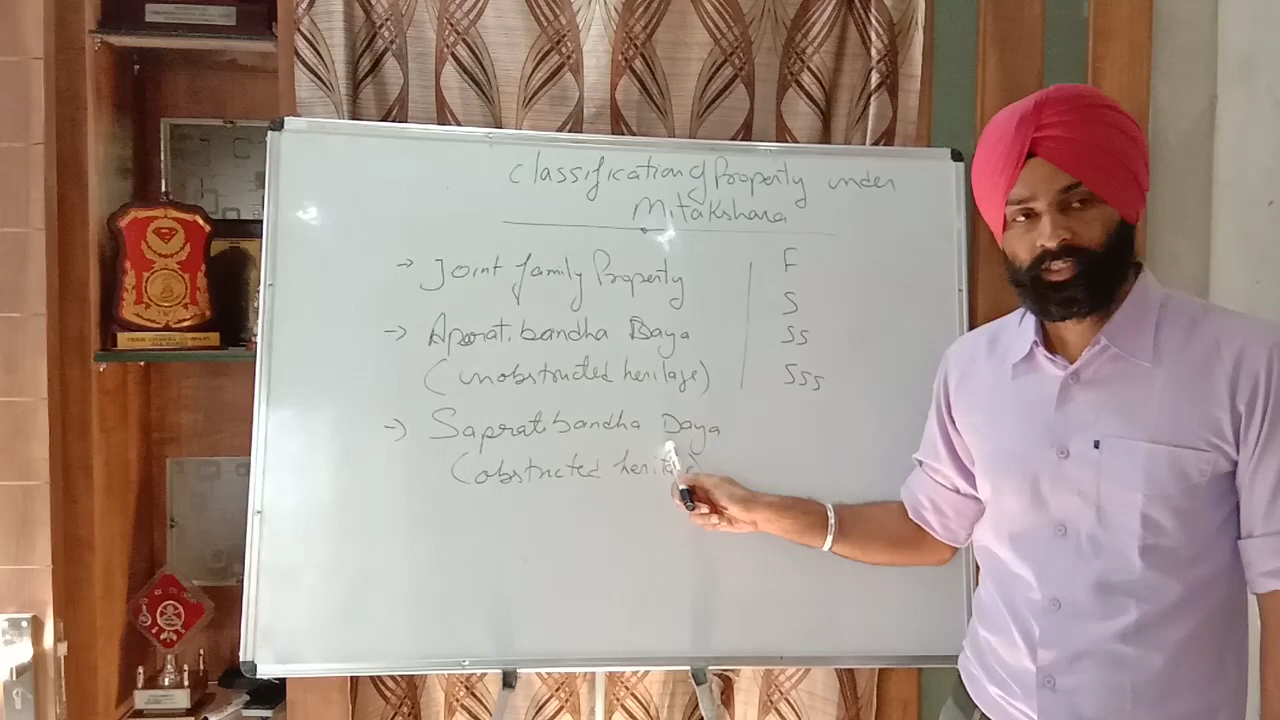 Classification of Property under
Mitakshara
→ Joint family Property
F
S
→ Apratibandha Daya
SS
(unobstructed heritage)
SSS
→ Sapratibandha Daya
(obstructed heritage)